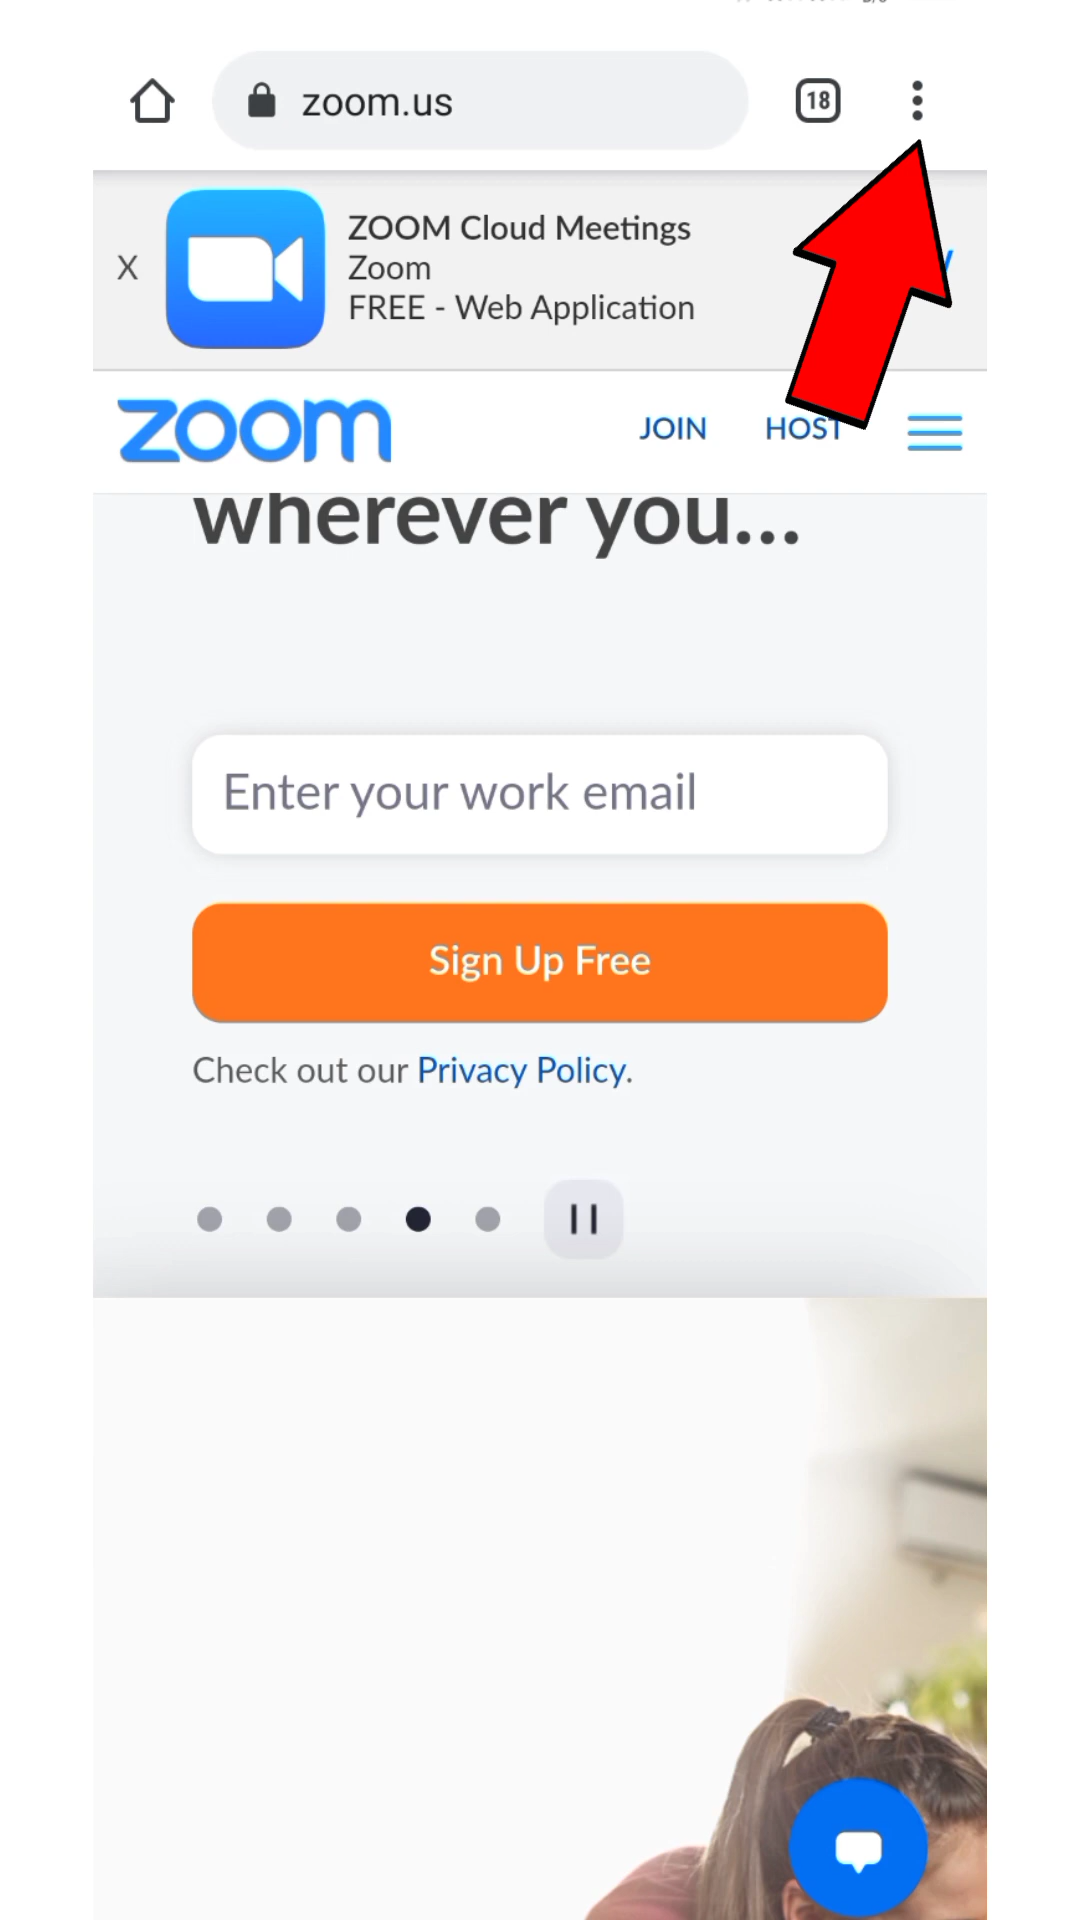 zoom.us
18
X
ZOOM Cloud Meetings
Zoom
FREE - Web Application
zoom
JOIN
HOST
wherever you...
Enter your work email
Sign Up Free
Check out our Privacy Policy.